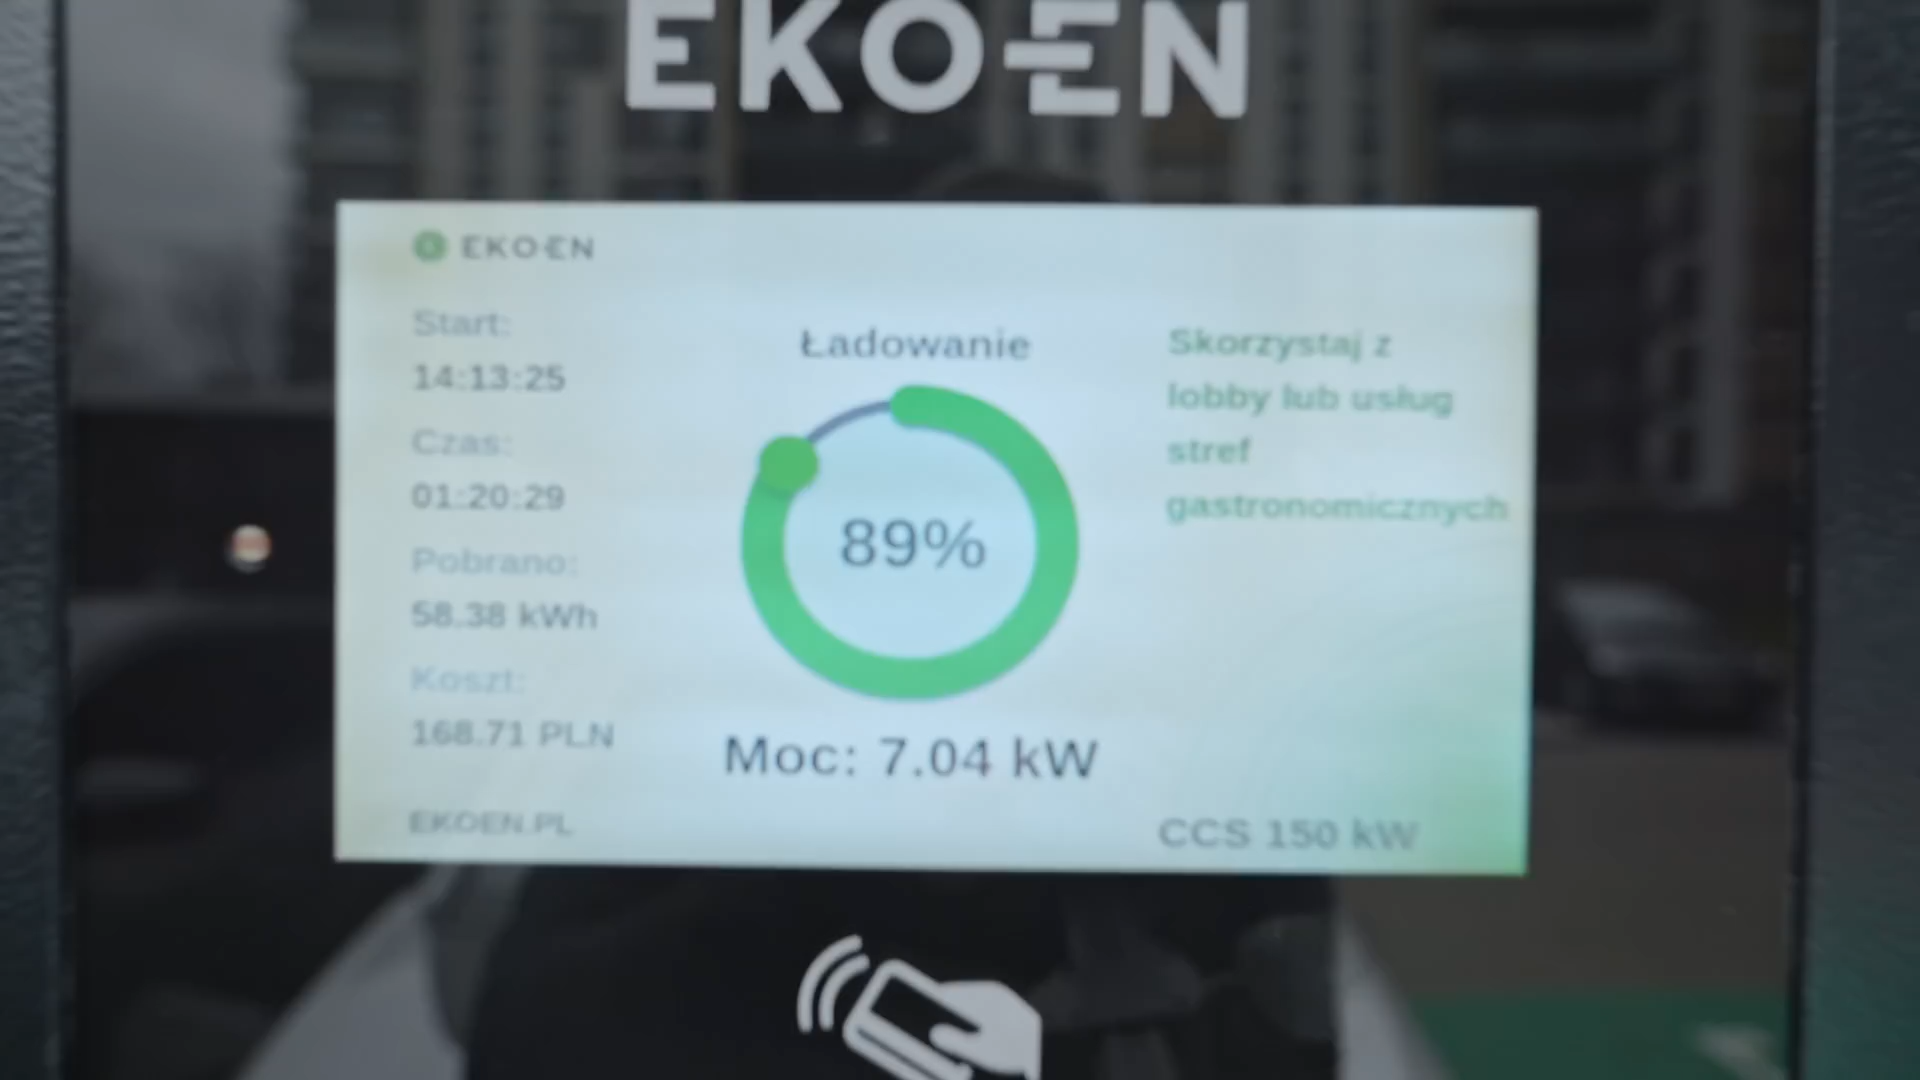 EKOEN
EKOEN
Start:
14:13:25
Czas:
01:20:29
Pobrano:
58.38 kWh
Koszt:
168.71 PLN
EKOEN.PL
Ładowanie
89%
Moc: 7.04 kW
Skorzystaj z
lobby lub usług
stref
gastronomicznych
CCS 150 kW